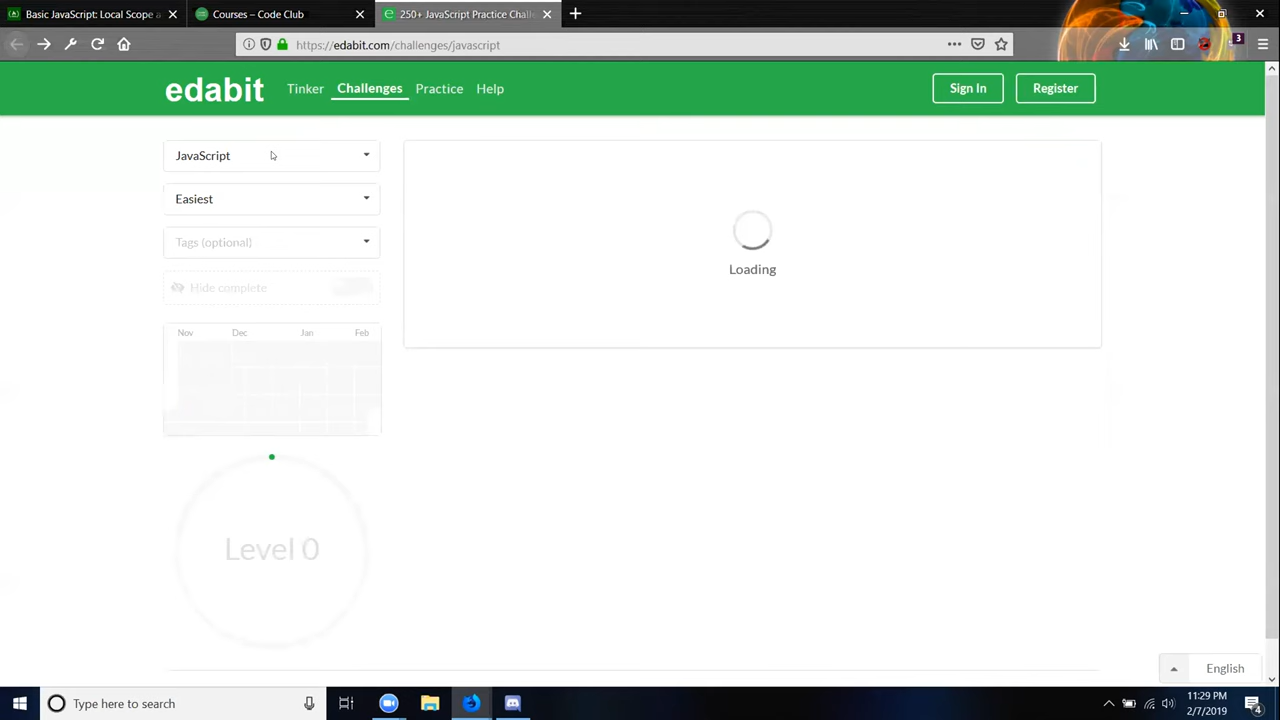 Basic JavaScript: Local Scope a
Courses – Code Club
250+ JavaScript Practice Chall
https://edabit.com/challenges/javascript
3
edabit
Tinker
Challenges
Practice
Help
Sign In
Register
JavaScript
Easiest
Tags (optional)
Hide complete
Loading
Nov
Dec
Jan
Feb
Level 0
English
Type here to search
11:29 PM
2/7/2019
4